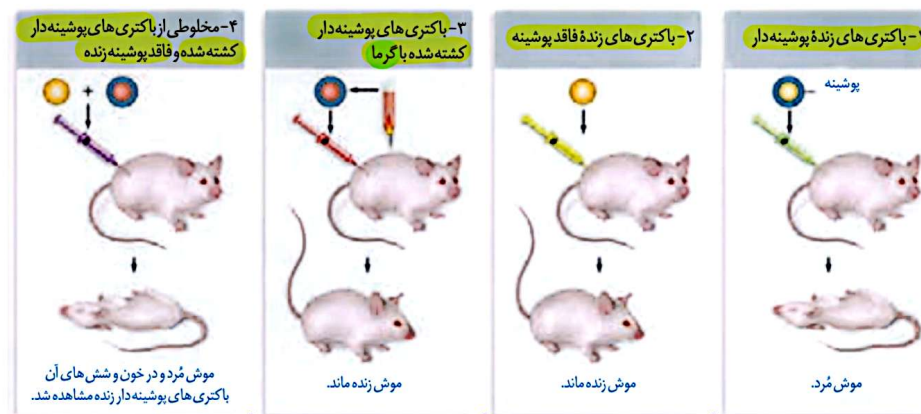 ۱-باکتری‌های زندهٔ پوشینه‌دار
پوشینه
موش مُرد.
۲-باکتری‌های زندهٔ فاقد پوشینه
موش زنده ماند.
۳-باکتری‌های پوشینه‌دار
کشته‌شده با گرما
موش زنده ماند.
۴-مخلوطی از باکتری‌های پوشینه‌دار
کشته‌شده و فاقد پوشینه زنده
موش مُرد و در خون و شش‌های آن
باکتری‌های پوشینه‌دار زنده مشاهده شد.